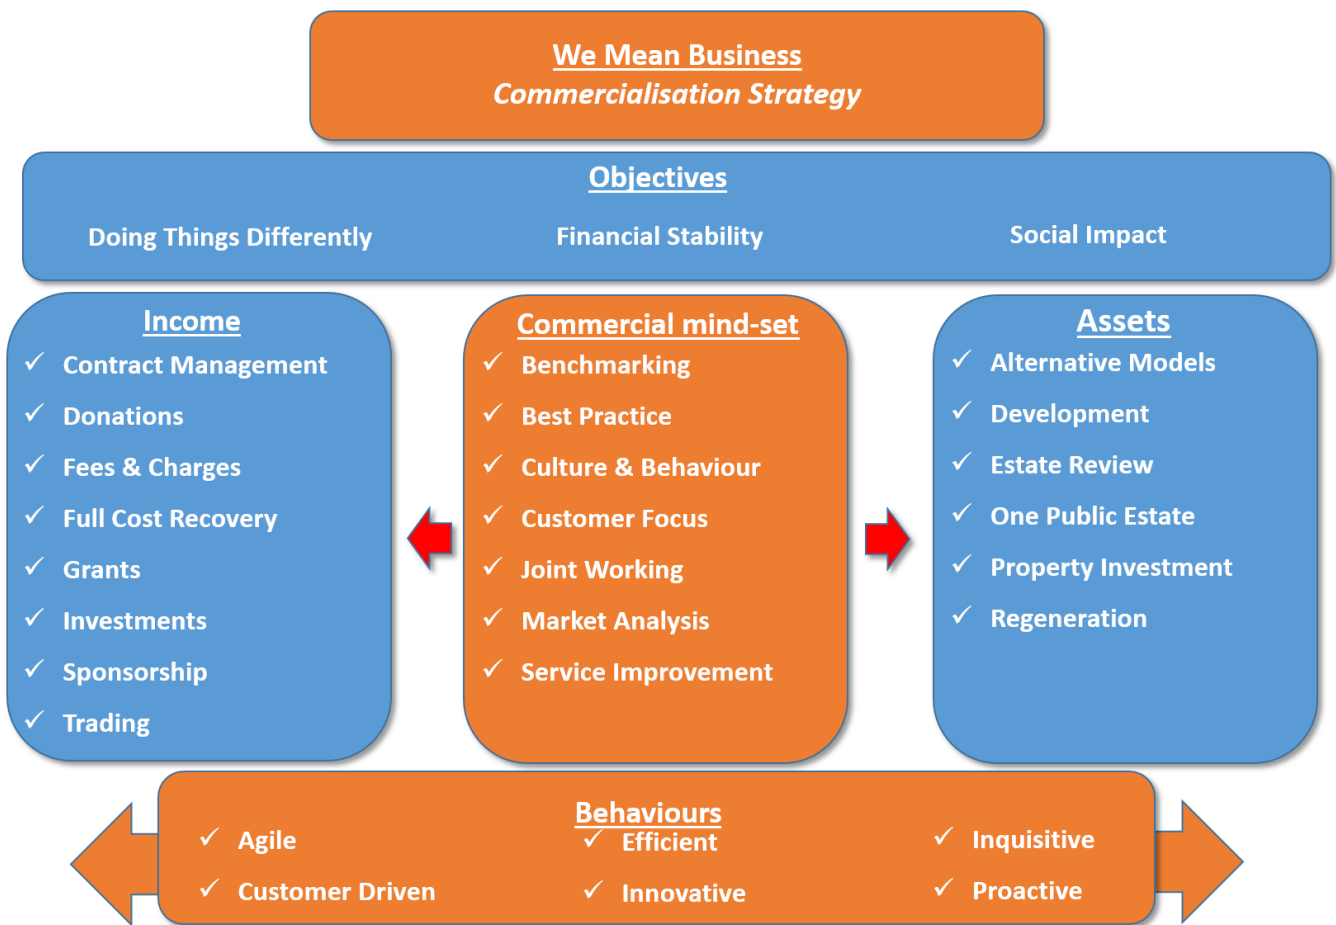 We Mean Business
Commercialisation Strategy
Objectives
Doing Things Differently
Financial Stability
Social Impact
Income
Contract Management
Donations
Fees & Charges
Full Cost Recovery
Grants
Investments
Sponsorship
Trading
Commercial mind-set
Benchmarking
Best Practice
Culture & Behaviour
Customer Focus
Joint Working
Market Analysis
Service Improvement
Assets
Alternative Models
Development
Estate Review
One Public Estate
Property Investment
Regeneration
Behaviours
Agile
Customer Driven
Efficient
Innovative
Inquisitive
Proactive